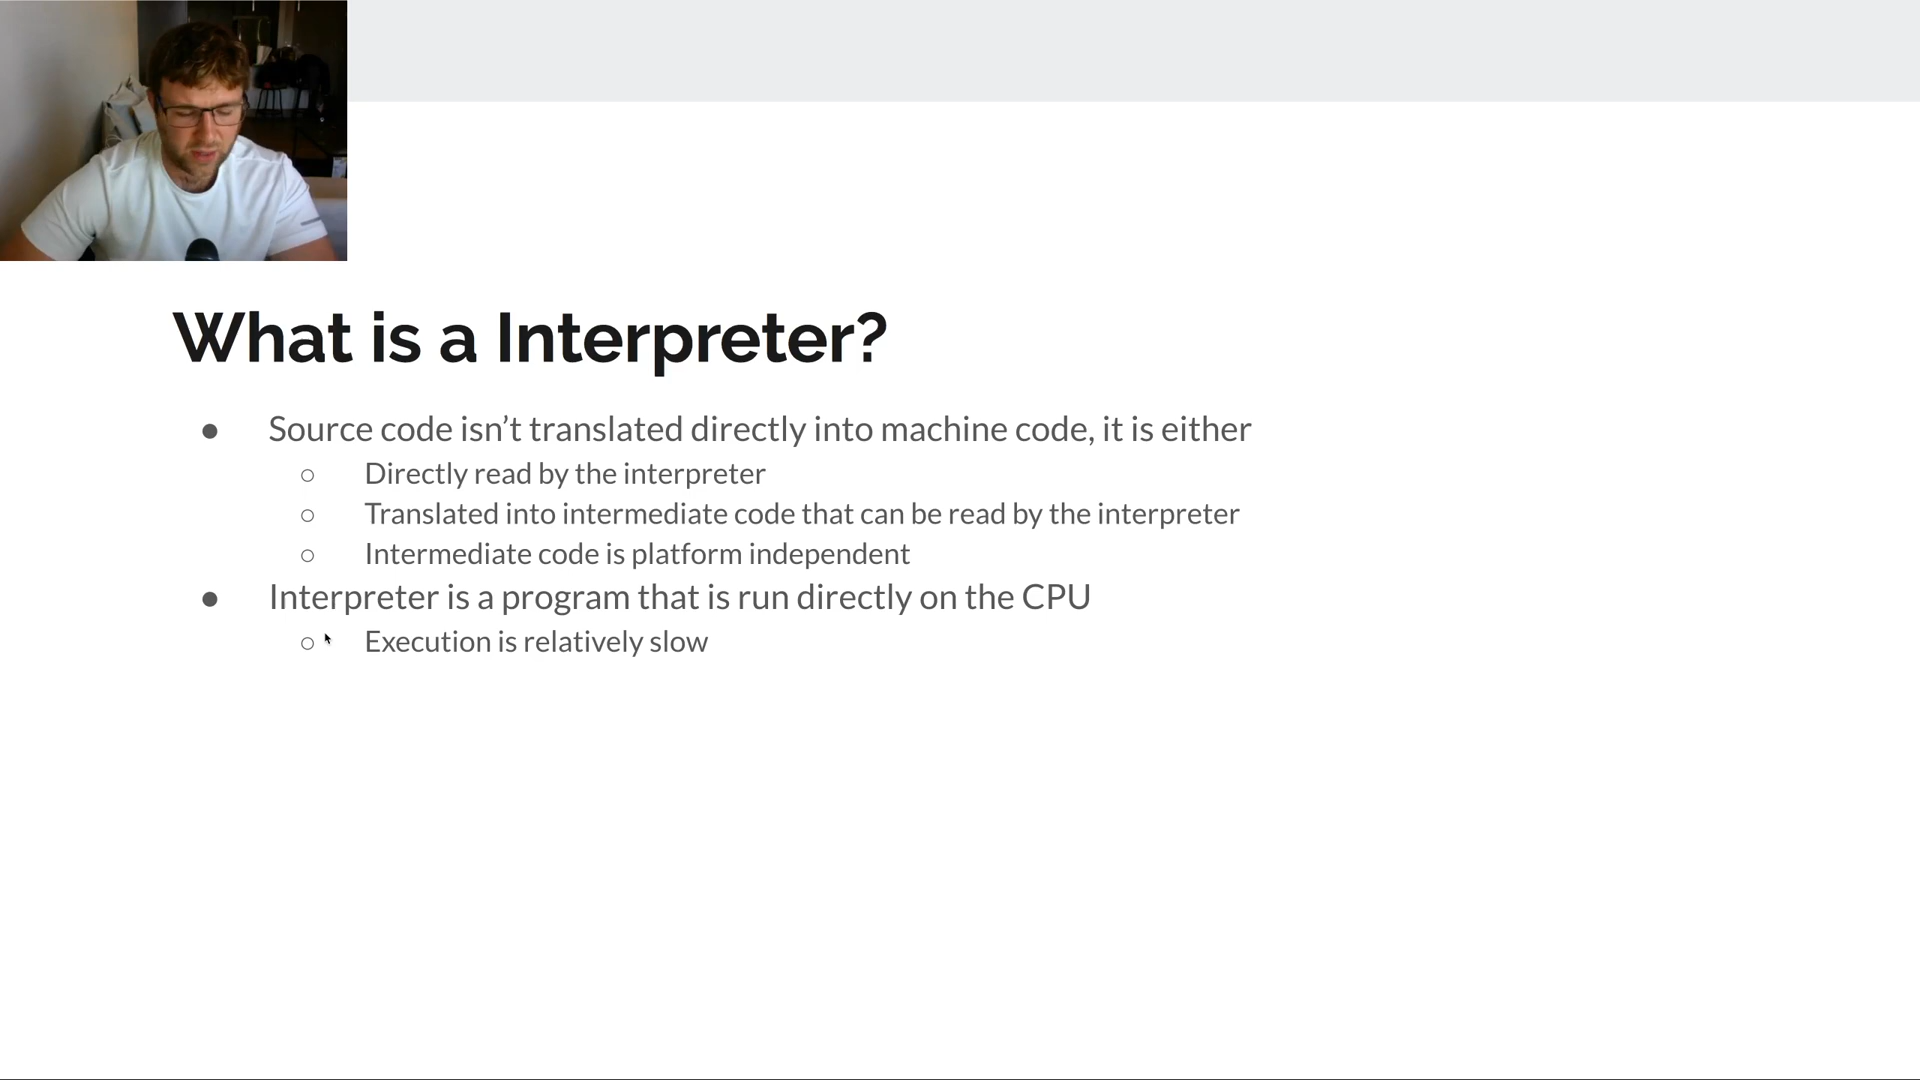 What is a Interpreter?
● Source code isn’t translated directly into machine code, it is either
○ Directly read by the interpreter
○ Translated into intermediate code that can be read by the interpreter
○ Intermediate code is platform independent
● Interpreter is a program that is run directly on the CPU
○ Execution is relatively slow